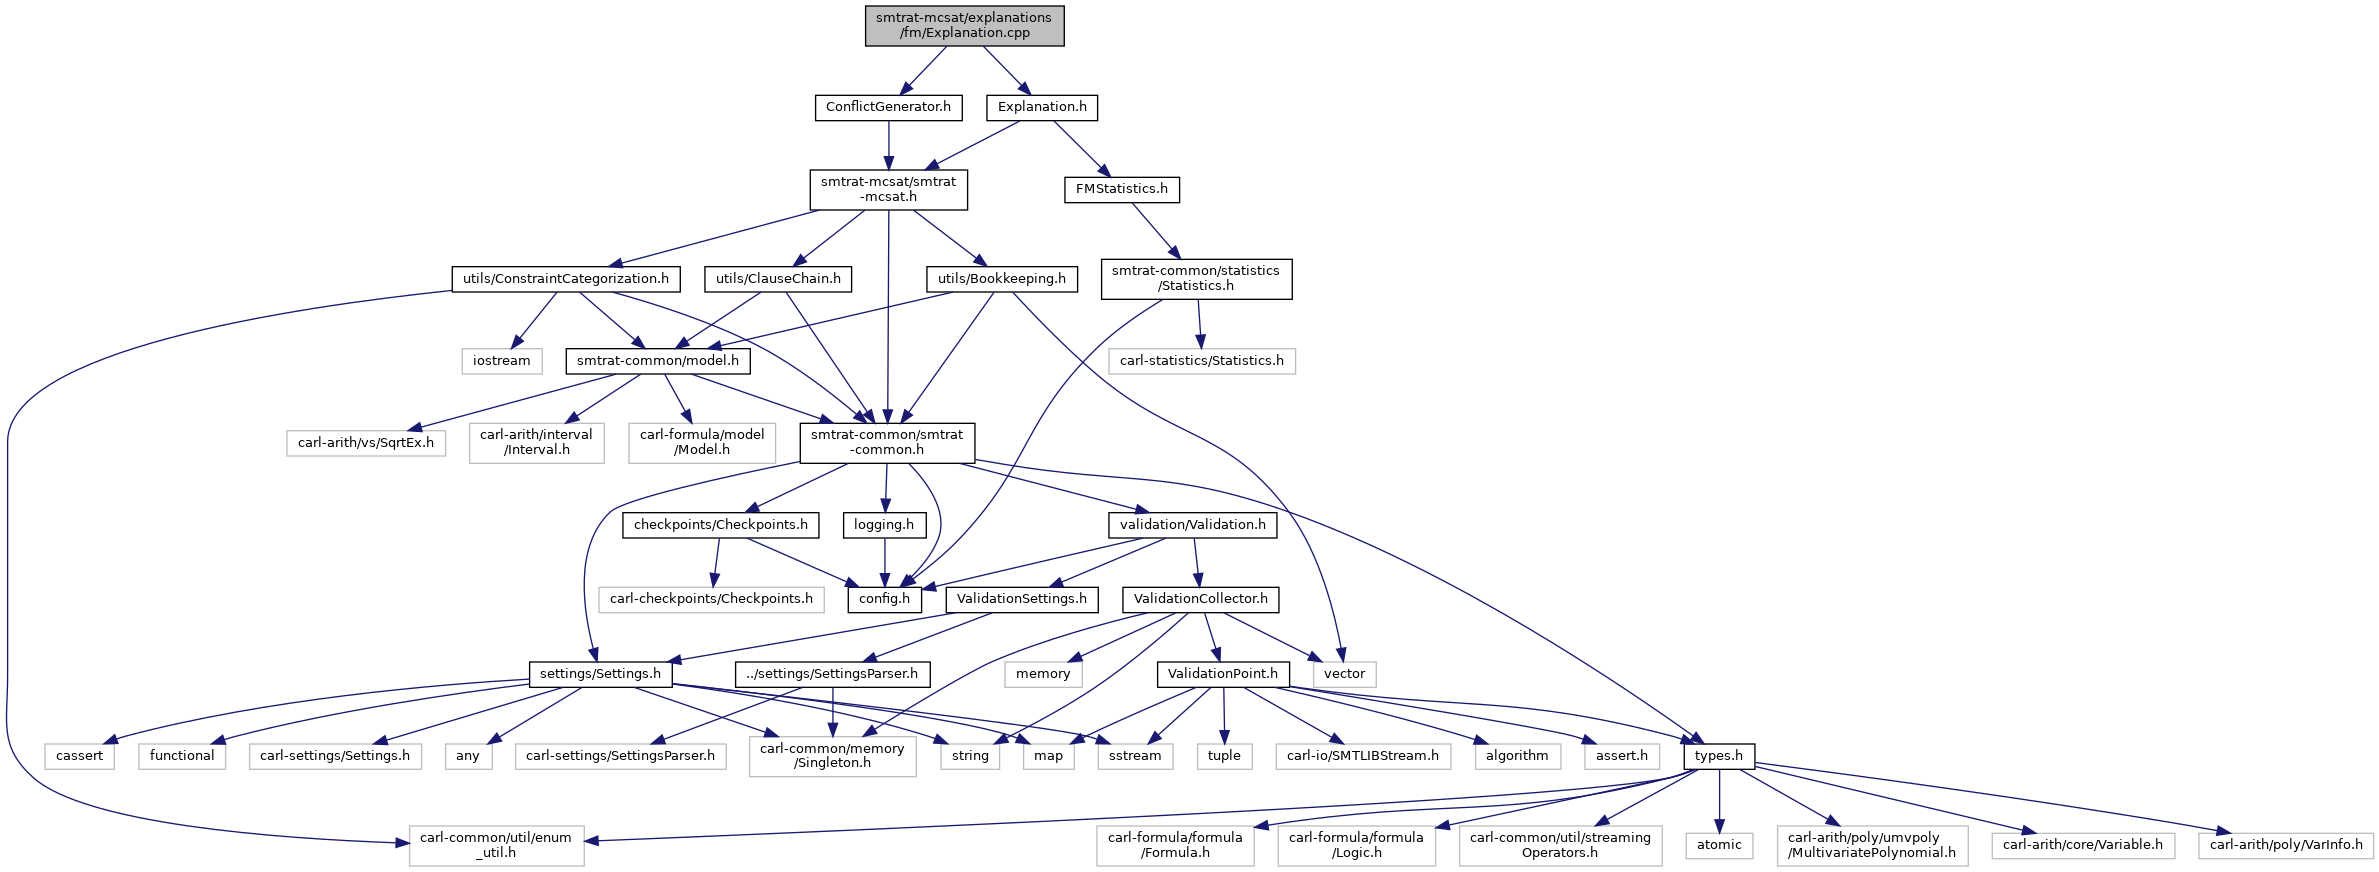 smtrat-mcsat/explanations
/fm/Explanation.cpp
ConflictGenerator.h
Explanation.h
smtrat-mcsat/smtrat
-mcsat.h
FMStatistics.h
utils/ConstraintCategorization.h
utils/ClauseChain.h
utils/Bookkeeping.h
smtrat-common/statistics
/Statistics.h
iostream
smtrat-common/model.h
carl-statistics/Statistics.h
carl-arith/vs/SqrtEx.h
carl-arith/interval
/Interval.h
carl-formula/model
/Model.h
smtrat-common/smtrat
-common.h
checkpoints/Checkpoints.h
logging.h
validation/Validation.h
carl-checkpoints/Checkpoints.h
config.h
ValidationSettings.h
ValidationCollector.h
settings/Settings.h
../settings/SettingsParser.h
memory
ValidationPoint.h
vector
cassert
functional
carl-settings/Settings.h
any
carl-settings/SettingsParser.h
carl-common/memory
/Singleton.h
string
map
sstream
tuple
carl-io/SMTLIBStream.h
algorithm
assert.h
types.h
carl-common/util/enum
_util.h
carl-formula/formula
/Formula.h
carl-formula/formula
/Logic.h
carl-common/util/streaming
Operators.h
atomic
carl-arith/poly/umvpoly
/MultivariatePolynomial.h
carl-arith/core/Variable.h
carl-arith/poly/VarInfo.h